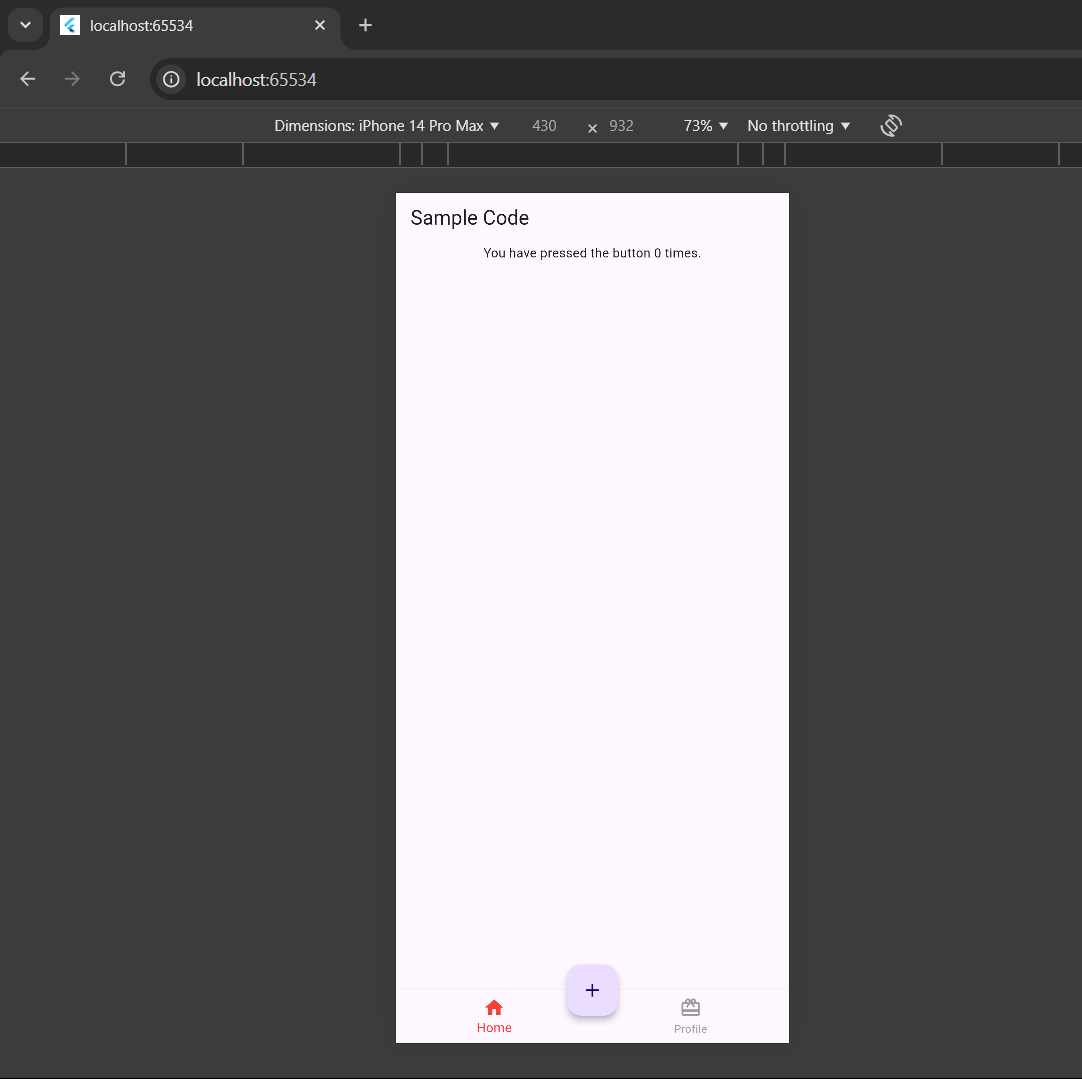 localhost:65534
localhost:65534
Dimensions: iPhone 14 Pro Max 430 × 932 73% No throttling
Sample Code
You have pressed the button 0 times.
Home Profile